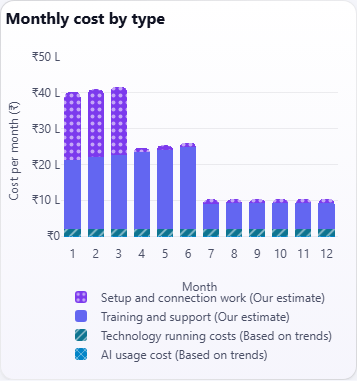 Monthly cost by type
₹50 L
₹40 L
₹30 L
₹20 L
₹10 L
₹0
Cost per month (₹)
1 2 3 4 5 6 7 8 9 10 11 12
Month
Setup and connection work (Our estimate)
Training and support (Our estimate)
Technology running costs (Based on trends)
AI usage cost (Based on trends)